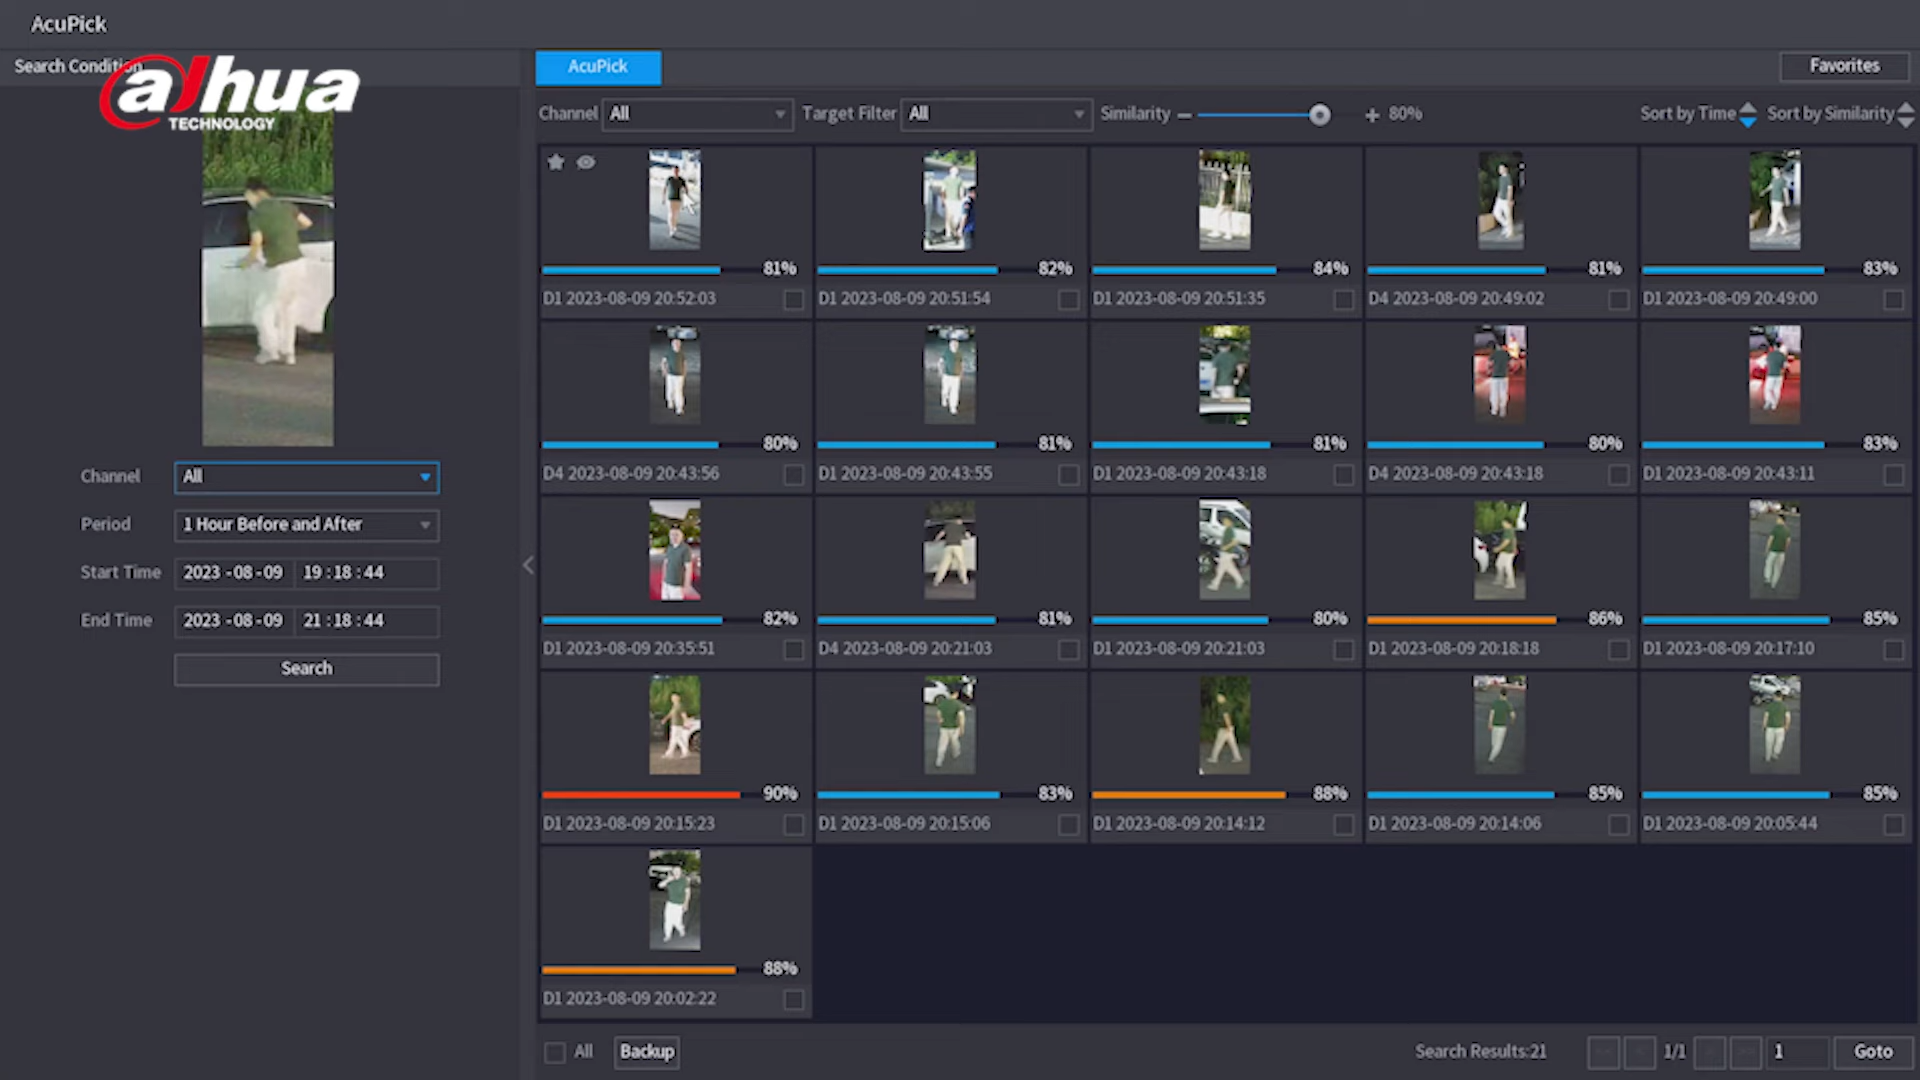 AcuPick
Search Condition
alhua
TECHNOLOGY
Channel All
Period 1 Hour Before and After
Start Time 2023 -08 -09 19 : 18 : 44
End Time 2023 -08 -09 21 : 18 : 44
Search
AcuPick
Favorites
Channel All Target Filter All Similarity − + 80% Sort by Time Sort by Similarity
81% 82% 84% 81% 83%
D1 2023-08-09 20:52:03 D1 2023-08-09 20:51:54 D1 2023-08-09 20:51:35 D4 2023-08-09 20:49:02 D1 2023-08-09 20:49:00
80% 81% 81% 80% 83%
D4 2023-08-09 20:43:56 D1 2023-08-09 20:43:55 D1 2023-08-09 20:43:18 D4 2023-08-09 20:43:18 D1 2023-08-09 20:43:11
82% 81% 80% 86% 85%
D1 2023-08-09 20:35:51 D4 2023-08-09 20:21:03 D1 2023-08-09 20:21:03 D1 2023-08-09 20:18:18 D1 2023-08-09 20:17:10
90% 83% 88% 85% 85%
D1 2023-08-09 20:15:23 D1 2023-08-09 20:15:06 D1 2023-08-09 20:14:12 D1 2023-08-09 20:14:06 D1 2023-08-09 20:05:44
88%
D1 2023-08-09 20:02:22
All Backup Search Results:21 1/1 1 Goto